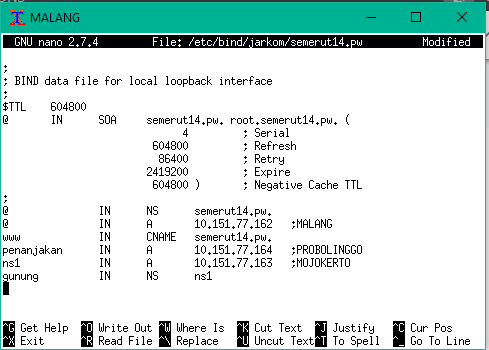 MALANG
GNU nano 2.7.4 File: /etc/bind/jarkom/semerut14.pw Modified
;
; BIND data file for local loopback interface
;
$TTL 604800
@ IN SOA semerut14.pw. root.semerut14.pw. (
4 ; Serial
604800 ; Refresh
86400 ; Retry
2419200 ; Expire
604800 ) ; Negative Cache TTL
;
@ IN NS semerut14.pw.
@ IN A 10.151.77.162 ;MALANG
www IN CNAME semerut14.pw.
penanjakan IN A 10.151.77.164 ;PROBOLINGGO
ns1 IN A 10.151.77.163 ;MOJOKERTO
gunung IN NS ns1
^G Get Help ^O Write Out ^W Where Is ^K Cut Text ^J Justify ^C Cur Pos
^X Exit ^R Read File ^\ Replace ^U Uncut Text ^T To Spell ^_ Go To Line